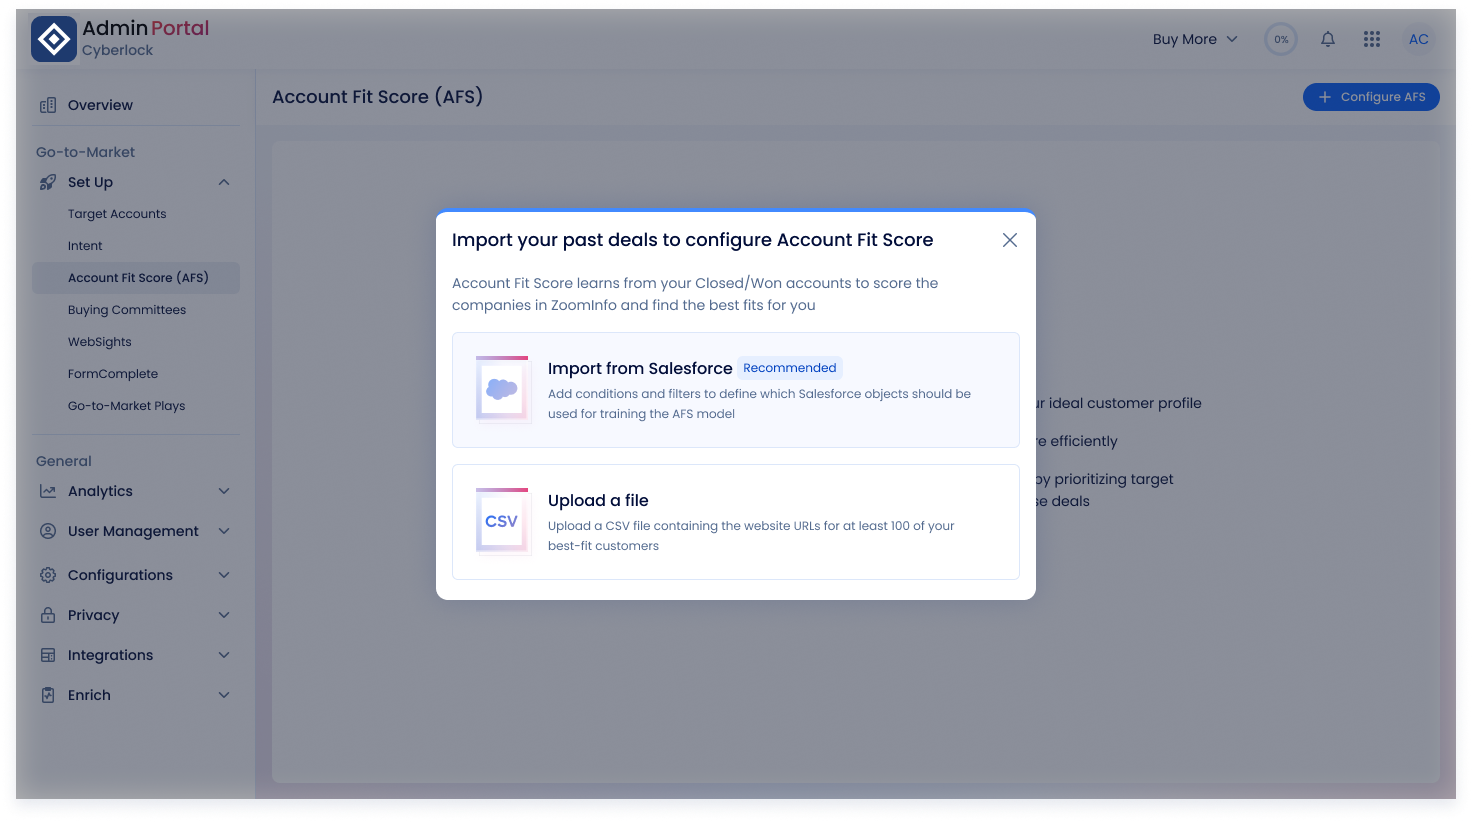 Admin Portal
Cyberlock
Buy More
0%
AC
Overview
Go-to-Market
Set Up
Target Accounts
Intent
Account Fit Score (AFS)
Buying Committees
WebSights
FormComplete
Go-to-Market Plays
General
Analytics
User Management
Configurations
Privacy
Integrations
Enrich
Account Fit Score (AFS)
Configure AFS
Import your past deals to configure Account Fit Score
Account Fit Score learns from your Closed/Won accounts to score the
companies in ZoomInfo and find the best fits for you
Import from Salesforce Recommended
Add conditions and filters to define which Salesforce objects should be
used for training the AFS model
CSV
Upload a file
Upload a CSV file containing the website URLs for at least 100 of your
best-fit customers
ideal customer profile
efficiently
by prioritizing target
deals